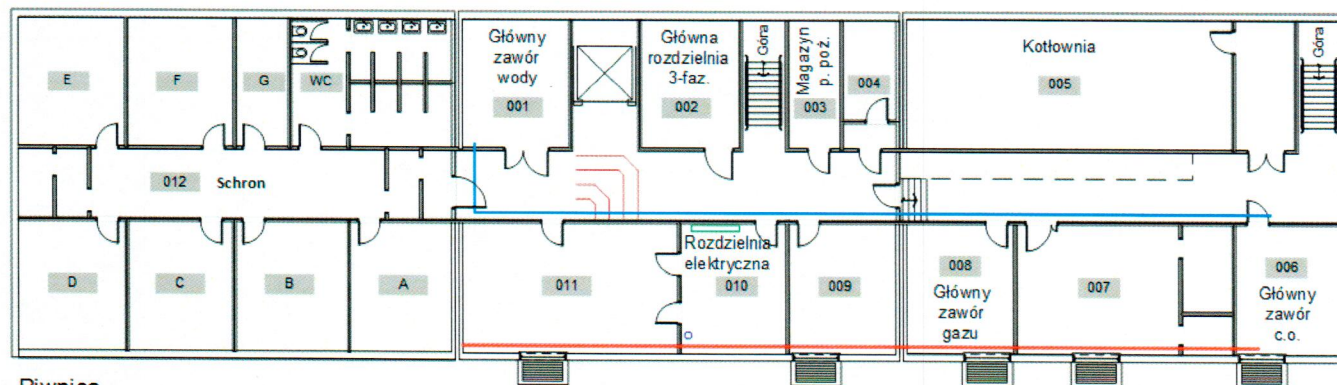 E
F
G
WC
Główny
zawór
wody
001
Główna
rozdzielnia
3-faz.
002
Góra
Magazyn
p. poż.
003
004
Kotłownia
005
Góra
012 Schron
D
C
B
A
011
Rozdzielnia
elektryczna
010
009
008
Główny
zawór
gazu
007
006
Główny
zawór
c.o.
Piwnica